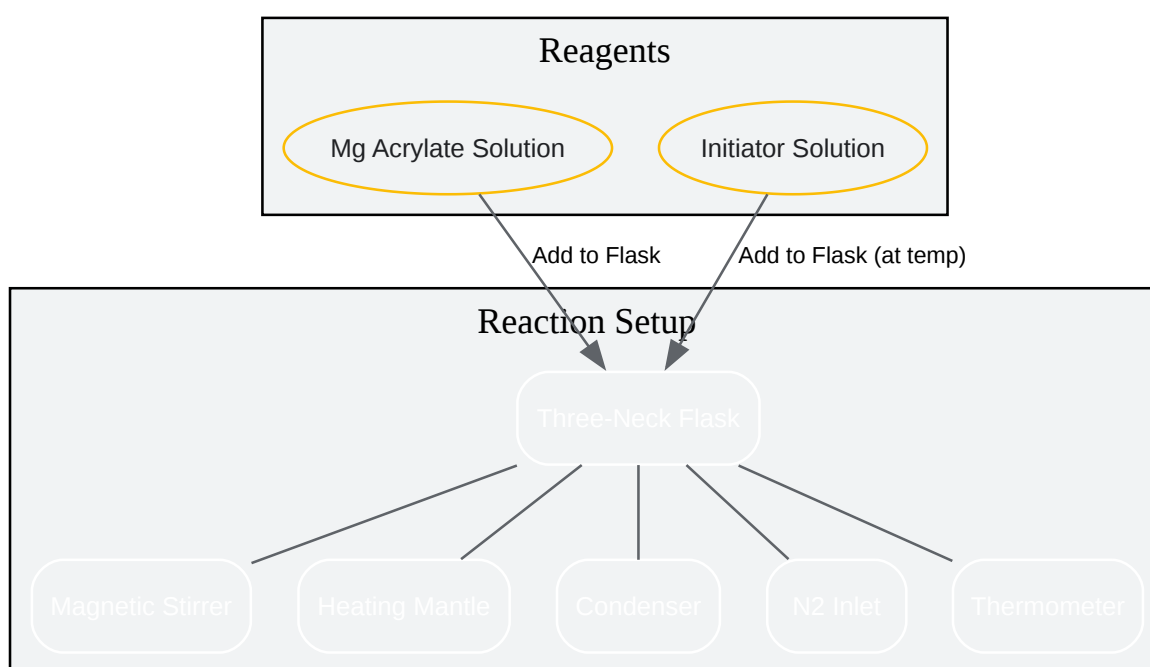 Reagents
Mg Acrylate Solution
Initiator Solution
Add to Flask
Add to Flask (at temp)
Reaction Setup
Three-Neck Flask
Magnetic Stirrer
Heating Mantle
Condenser
N2 Inlet
Thermometer